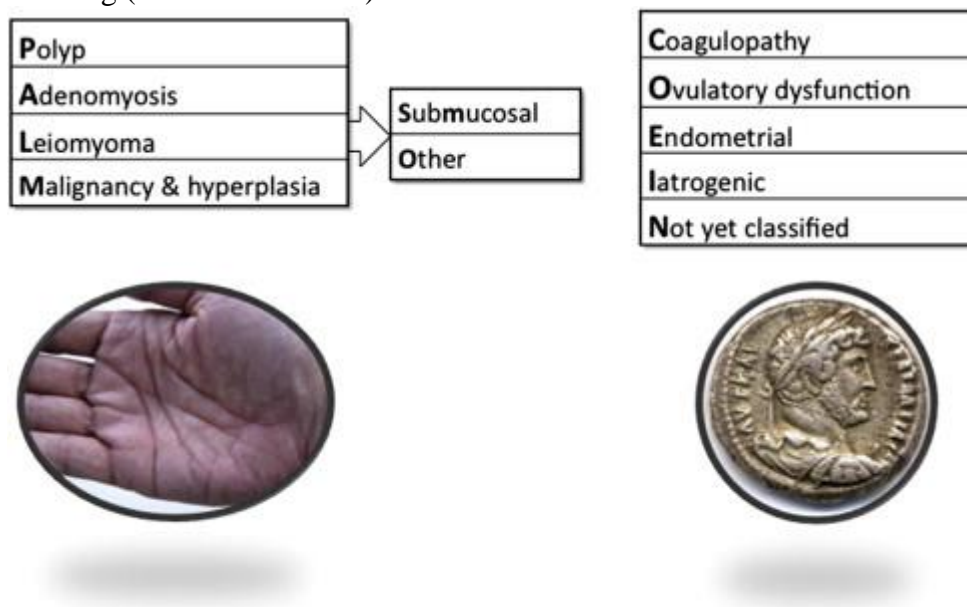 Polyp
Adenomyosis
Leiomyoma
Malignancy & hyperplasia
Submucosal
Other
Coagulopathy
Ovulatory dysfunction
Endometrial
Iatrogenic
Not yet classified